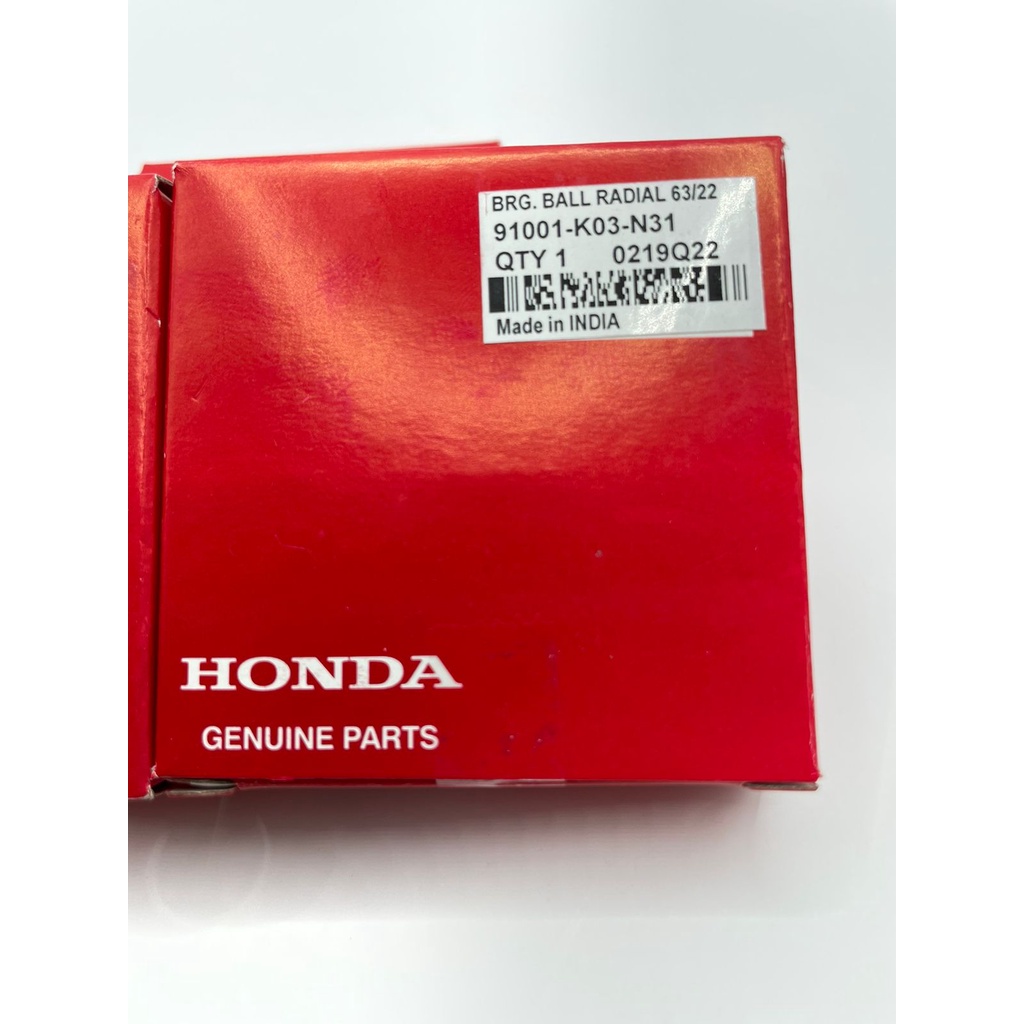 BRG. BALL RADIAL 63/22
91001-K03-N31
QTY 1 0219Q22
Made in INDIA
HONDA
GENUINE PARTS